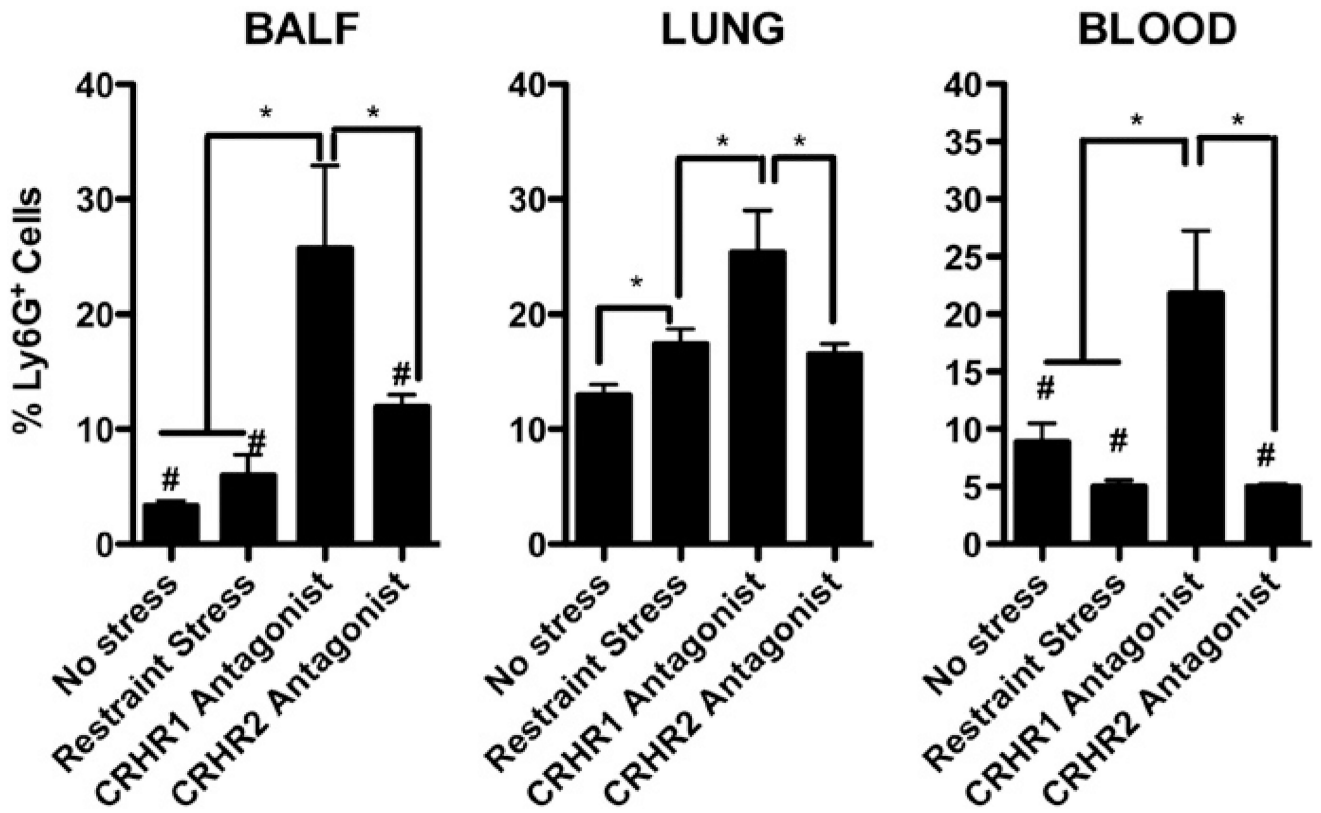 BALF
LUNG
BLOOD
% Ly6G+ Cells
40
30
20
10
0
* *
# # #
No stress
Restraint Stress
CRHR1 Antagonist
CRHR2 Antagonist
40
30
20
10
0
* * *
No stress
Restraint Stress
CRHR1 Antagonist
CRHR2 Antagonist
40
35
30
25
20
15
10
5
0
* *
# # #
No stress
Restraint Stress
CRHR1 Antagonist
CRHR2 Antagonist